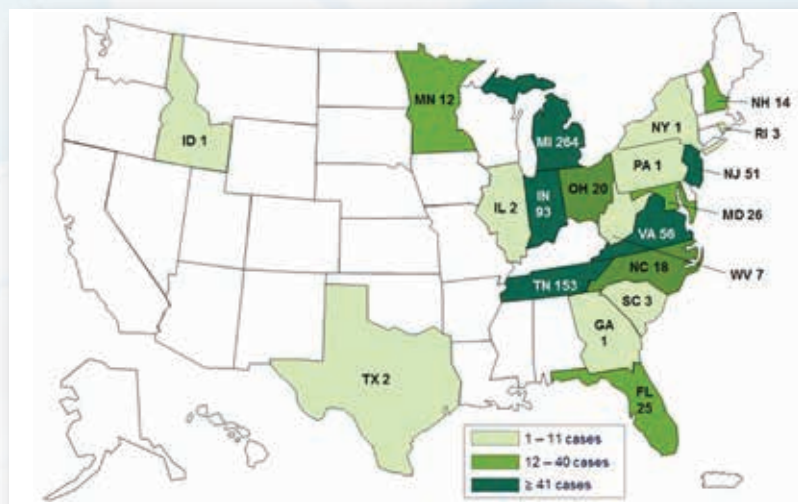 MN 12
NH 14
ID 1
NY 1
RI 3
MI 264
PA 1
NJ 51
OH 20
IL 2
IN
93
MD 26
VA 56
WV 7
NC 18
TN 153
SC 3
GA
1
TX 2
FL
25
1 – 11 cases
12 – 40 cases
≥ 41 cases